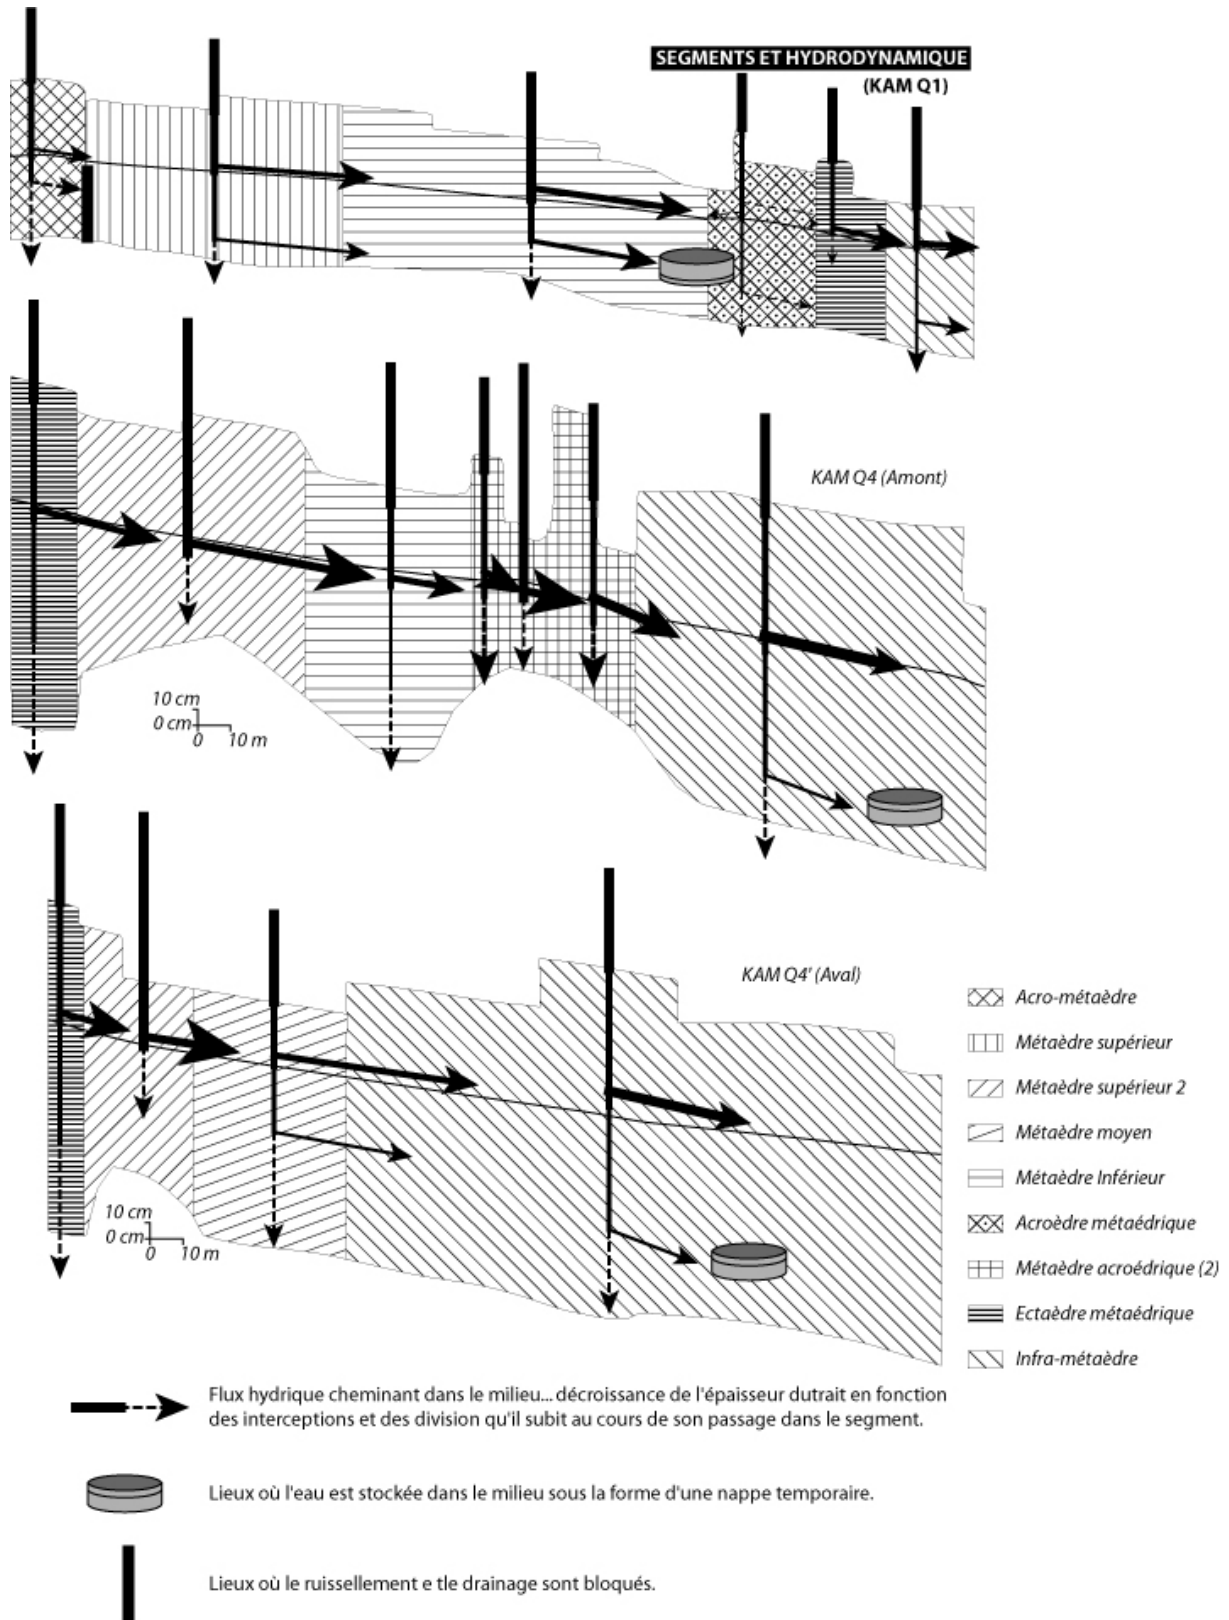 SEGMENTS ET HYDRODYNAMIQUE
(KAM Q1)
KAM Q4 (Amont)
10 cm
0 cm
0
10 m
KAM Q4' (Aval)
10 cm
0 cm
0
10 m
Acro-métaèdre
Métaèdre supérieur
Métaèdre supérieur 2
Métaèdre moyen
Métaèdre Inférieur
Acroèdre métaédrique
Métaèdre acroédrique (2)
Ectaèdre métaédrique
Infra-métaèdre
Flux hydrique cheminant dans le milieu... décroissance de l'épaisseur dutrait en fonction
des interceptions et des division qu'il subit au cours de son passage dans le segment.
Lieux où l'eau est stockée dans le milieu sous la forme d'une nappe temporaire.
Lieux où le ruissellement e tle drainage sont bloqués.